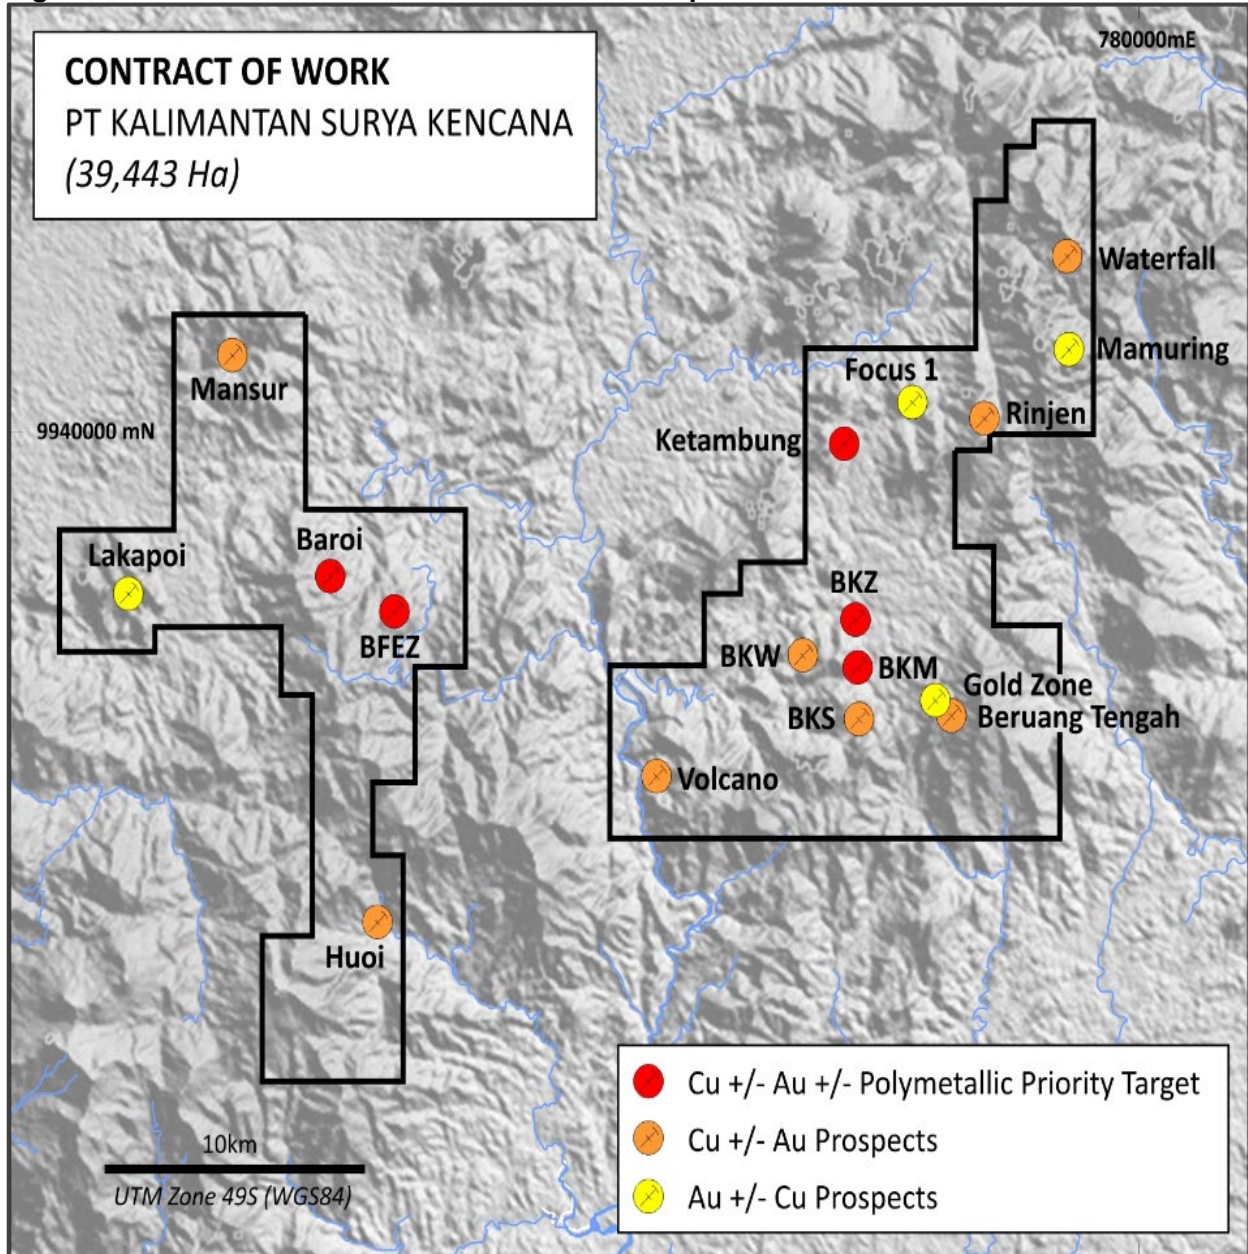 CONTRACT OF WORK
PT KALIMANTAN SURYA KENCANA
(39,443 Ha)
780000mE
Waterfall
Mamuring
Mansur
Focus 1
Rinjen
9940000 mN
Ketambung
Baroi
Lakapoi
BKZ
BFEZ
BKW
BKM
Gold Zone
BKS
Beruang Tengah
Volcano
Huoi
Cu +/- Au +/- Polymetallic Priority Target
Cu +/- Au Prospects
Au +/- Cu Prospects
10km
UTM Zone 49S (WGS84)